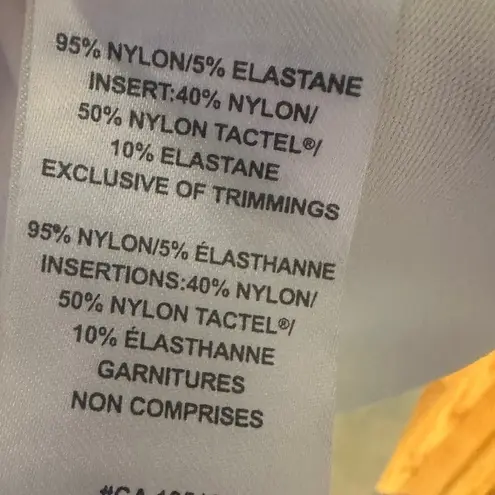 95% NYLON/5% ELASTANE
INSERT:40% NYLON/
50% NYLON TACTEL®/
10% ELASTANE
EXCLUSIVE OF TRIMMINGS
95% NYLON/5% ÉLASTHANNE
INSERTIONS:40% NYLON/
50% NYLON TACTEL®/
10% ÉLASTHANNE
GARNITURES
NON COMPRISES